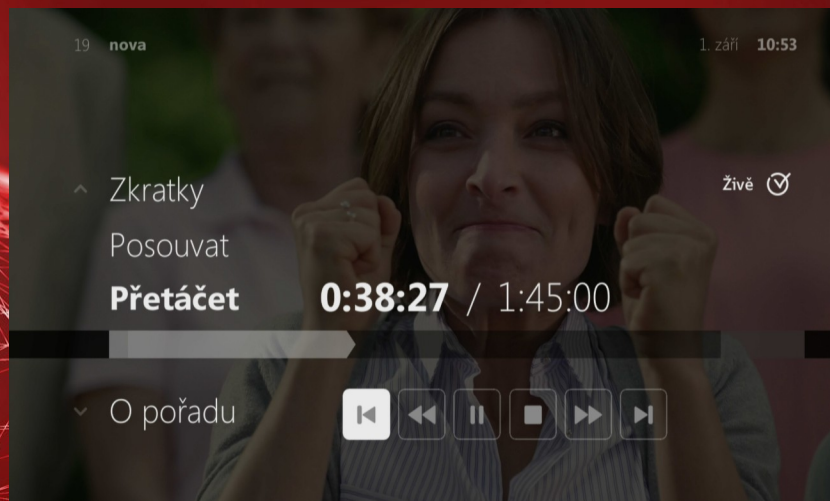 19 nova
1. září 10:53
Zkratky
Živě
Posouvat
Přetáčet 0:38:27 / 1:45:00
O pořadu